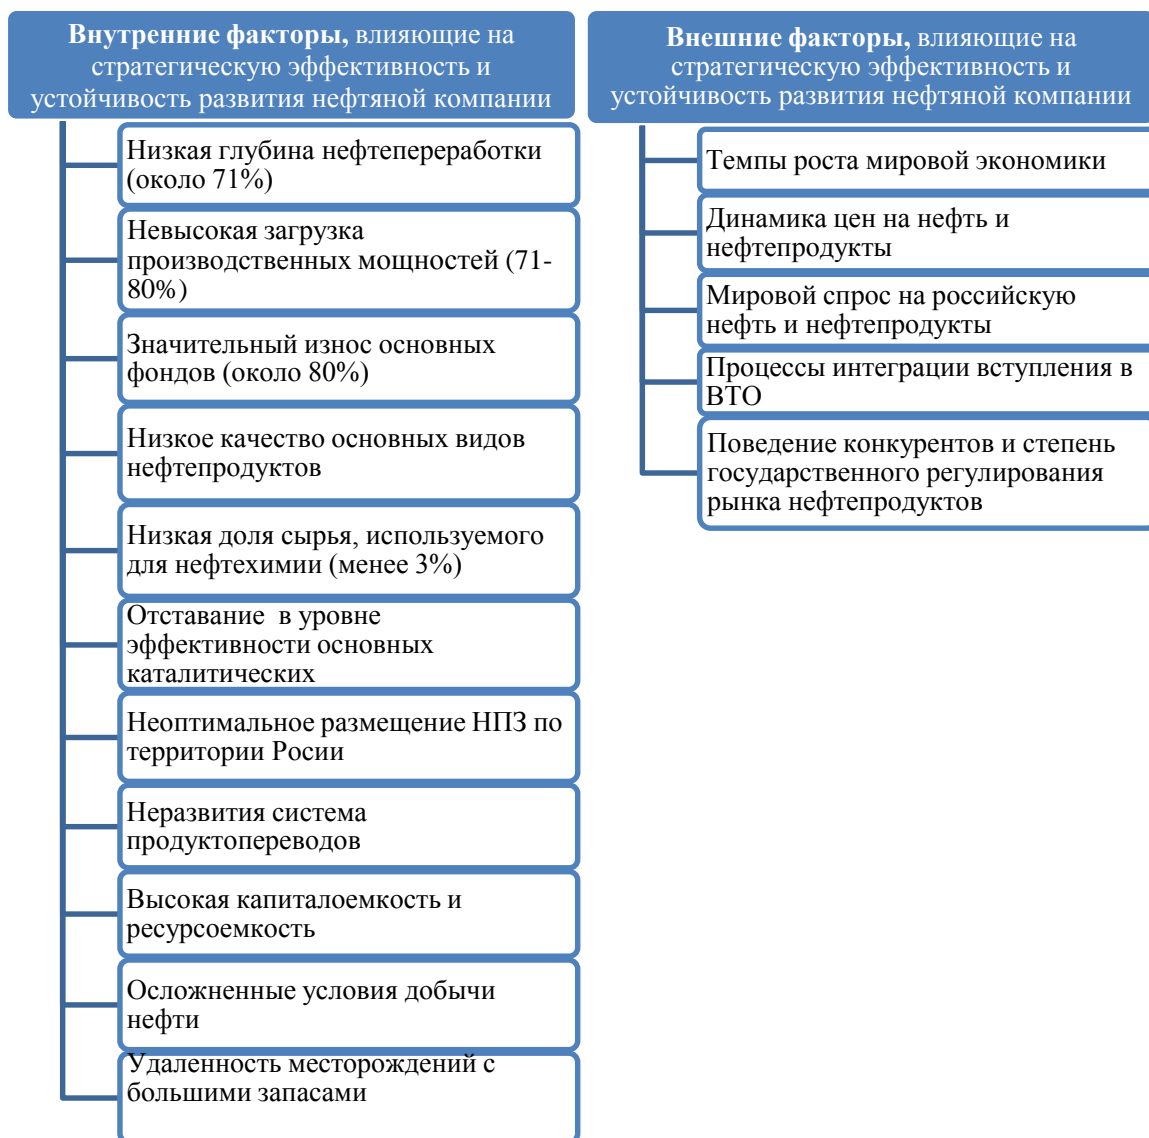 Внутренние факторы, влияющие на
стратегическую эффективность и
устойчивость развития нефтяной компании
Низкая глубина нефтепереработки
(около 71%)
Невысокая загрузка
производственных мощностей (71-
80%)
Значительный износ основных
фондов (около 80%)
Низкое качество основных видов
нефтепродуктов
Низкая доля сырья, используемого
для нефтехимии (менее 3%)
Отставание в уровне
эффективности основных
каталитических
Неоптимальное размещение НПЗ по
территории Росии
Неразвития система
продуктопереводов
Высокая капиталоемкость и
ресурсоемкость
Осложненные условия добычи
нефти
Удаленность месторождений с
большими запасами
Внешние факторы, влияющие на
стратегическую эффективность и
устойчивость развития нефтяной компании
Темпы роста мировой экономики
Динамика цен на нефть и
нефтепродукты
Мировой спрос на российскую
нефть и нефтепродукты
Процессы интеграции вступления в
ВТО
Поведение конкурентов и степень
государственного регулирования
рынка нефтепродуктов